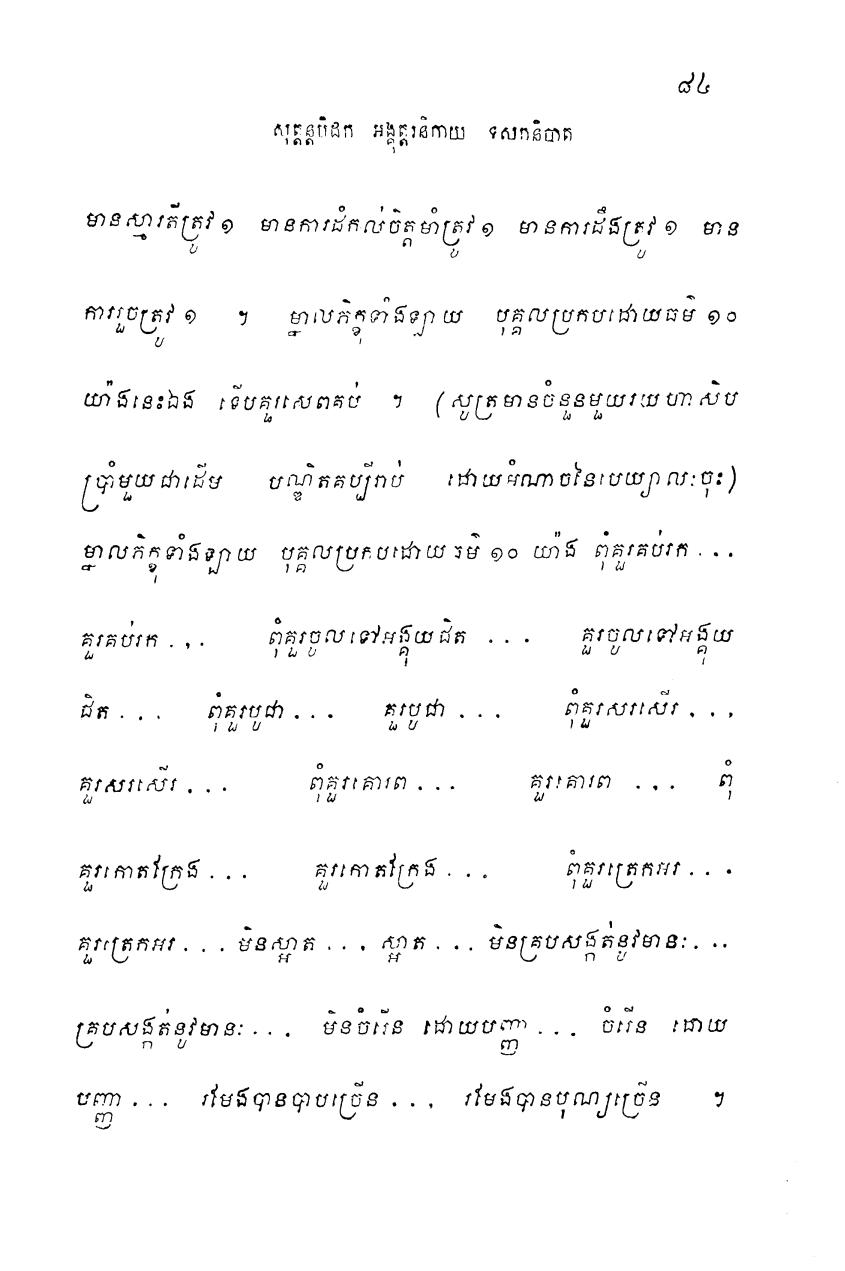 ៨៤
សុត្តន្តបិដក អង្គុត្តរនិកាយ ទសកនិបាត
មានស្មារតីត្រូវ ១ មានការដំកល់ចិត្តមាំត្រូវ ១ មានការដឹងត្រូវ ១ មាន
ការរួចត្រូវ ១ ។ ម្នាលភិក្ខុទាំងឡាយ បុគ្គលប្រកបដោយធម៌ ១០
យ៉ាងនេះឯង ទើបគួរសេពគប់ ។ (សូត្រមានចំនួនមួយរយហាសិប
ប្រាំមួយជាដើម បណ្ឌិតគប្បីរាប់ ដោយអំណាចនៃបេយ្យាលៈចុះ)
ម្នាលភិក្ខុទាំងឡាយ បុគ្គលប្រកបដោយ ធម៌ ១០ យ៉ាង ពុំគួរគប់រក . . .
គួរគប់រក . . . ពុំគួរចូលទៅអង្គុយជិត . . . គួរចូលទៅអង្គុយ
ជិត . . . ពុំគួរបូជា . . . គួរបូជា . . . ពុំគួរសរសើរ . . .
គួរសរសើរ . . . ពុំគួរគោរព . . . គួរគោរព . . . ពុំ
គួរកោតក្រែង . . . គួរកោតក្រែង . . . ពុំគួរត្រេកអរ . . .
គួរត្រេកអរ . . . មិនស្អាត . . . ស្អាត . . . មិនគ្របសង្កត់នូវមានះ . . .
គ្របសង្កត់នូវមានះ . . . មិនចំរើន ដោយបញ្ញា . . . ចំរើន ដោយ
បញ្ញា . . . រមែងបានបាបច្រើន . . . រមែងបានបុណ្យច្រើន ។